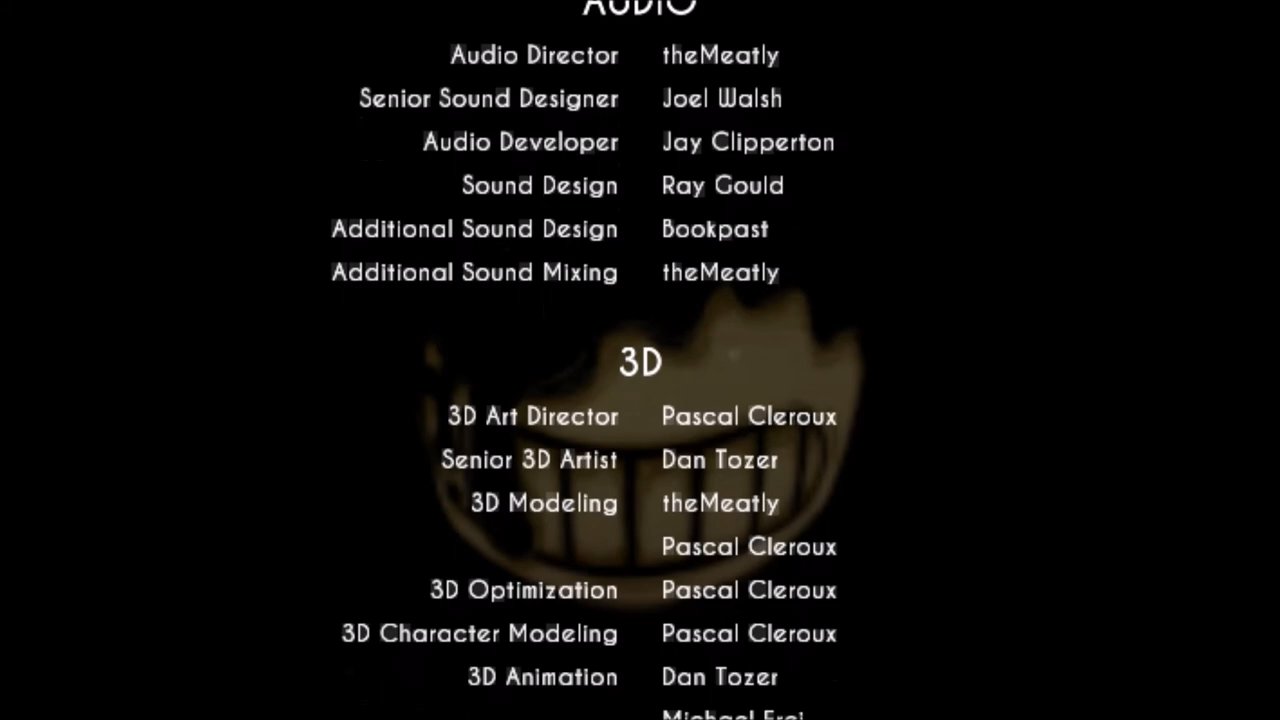 AUDIO
Audio Director theMeatly
Senior Sound Designer Joel Walsh
Audio Developer Jay Clipperton
Sound Design Ray Gould
Additional Sound Design Bookpast
Additional Sound Mixing theMeatly
3D
3D Art Director Pascal Cleroux
Senior 3D Artist Dan Tozer
3D Modeling theMeatly
Pascal Cleroux
3D Optimization Pascal Cleroux
3D Character Modeling Pascal Cleroux
3D Animation Dan Tozer
Michael